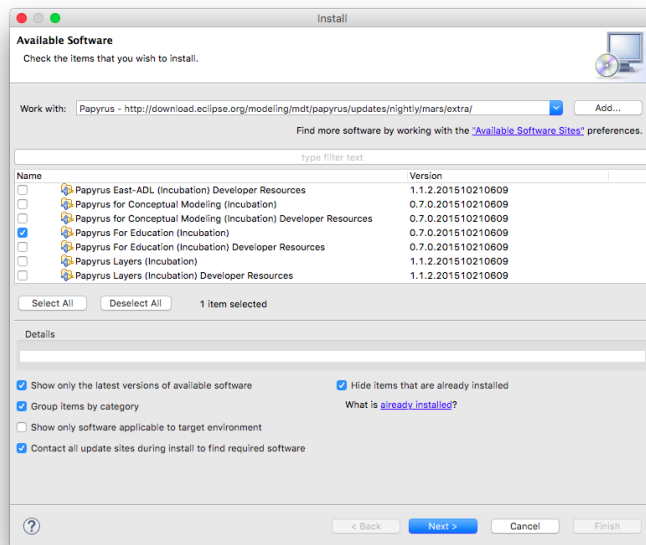 Install
Available Software
Check the items that you wish to install.
Work with: Papyrus - http://download.eclipse.org/modeling/mdt/papyrus/updates/nightly/mars/extra/ Add...
Find more software by working with the "Available Software Sites" preferences.
type filter text
Name Version
Papyrus East-ADL (Incubation) Developer Resources 1.1.2.201510210609
Papyrus for Conceptual Modeling (Incubation) 0.7.0.201510210609
Papyrus for Conceptual Modeling (Incubation) Developer Resources 0.7.0.201510210609
Papyrus For Education (Incubation) 0.7.0.201510210609
Papyrus For Education (Incubation) Developer Resources 0.7.0.201510210609
Papyrus Layers (Incubation) 1.1.2.201510210609
Papyrus Layers (Incubation) Developer Resources 1.1.2.201510210609
Select All Deselect All 1 item selected
Details
Show only the latest versions of available software Hide items that are already installed
Group items by category What is already installed?
Show only software applicable to target environment
Contact all update sites during install to find required software
? < Back Next > Cancel Finish